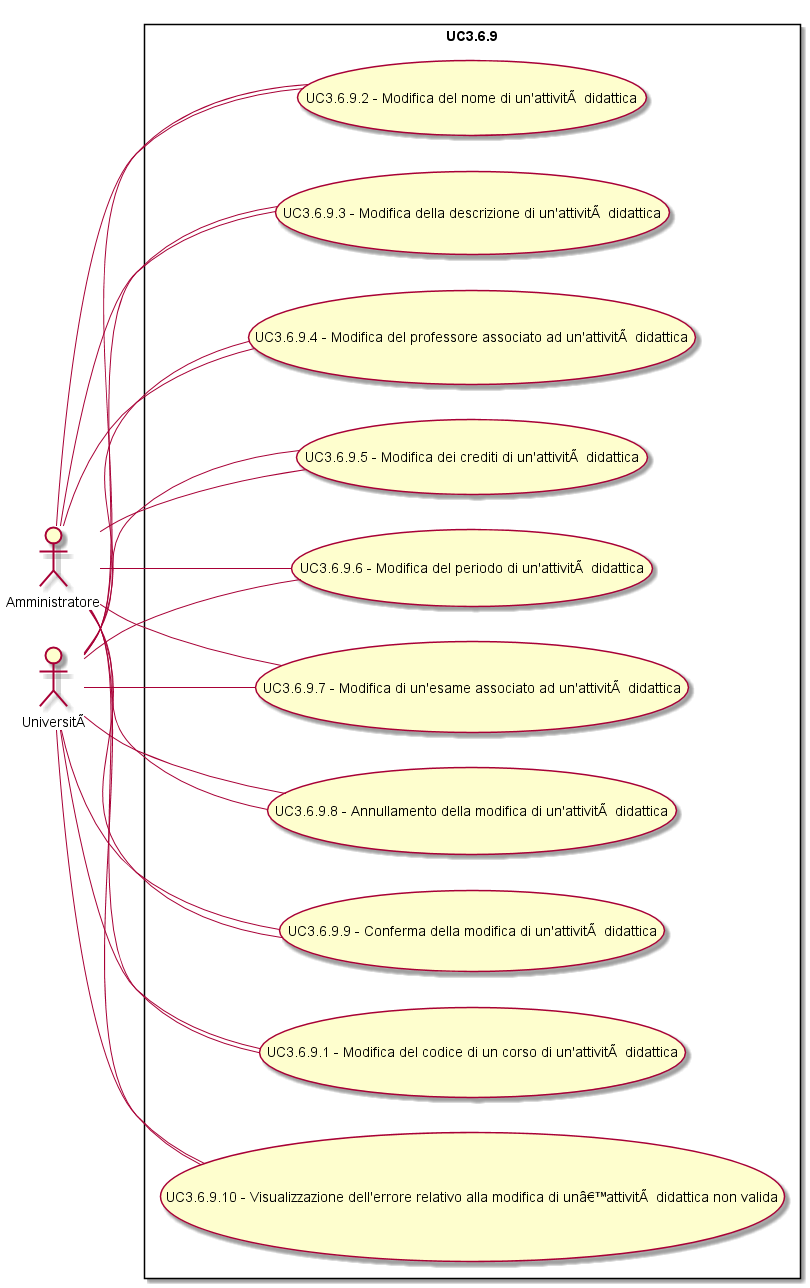 UC3.6.9
UC3.6.9.2 - Modifica del nome di un'attivitÃ  didattica
UC3.6.9.3 - Modifica della descrizione di un'attivitÃ  didattica
UC3.6.9.4 - Modifica del professore associato ad un'attivitÃ  didattica
UC3.6.9.5 - Modifica dei crediti di un'attivitÃ  didattica
UC3.6.9.6 - Modifica del periodo di un'attivitÃ  didattica
Amministratore
UC3.6.9.7 - Modifica di un'esame associato ad un'attivitÃ  didattica
UniversitÃ
UC3.6.9.8 - Annullamento della modifica di un'attivitÃ  didattica
UC3.6.9.9 - Conferma della modifica di un'attivitÃ  didattica
UC3.6.9.1 - Modifica del codice di un corso di un'attivitÃ  didattica
UC3.6.9.10 - Visualizzazione dell'errore relativo alla modifica di unâ€™attivitÃ  didattica non valida